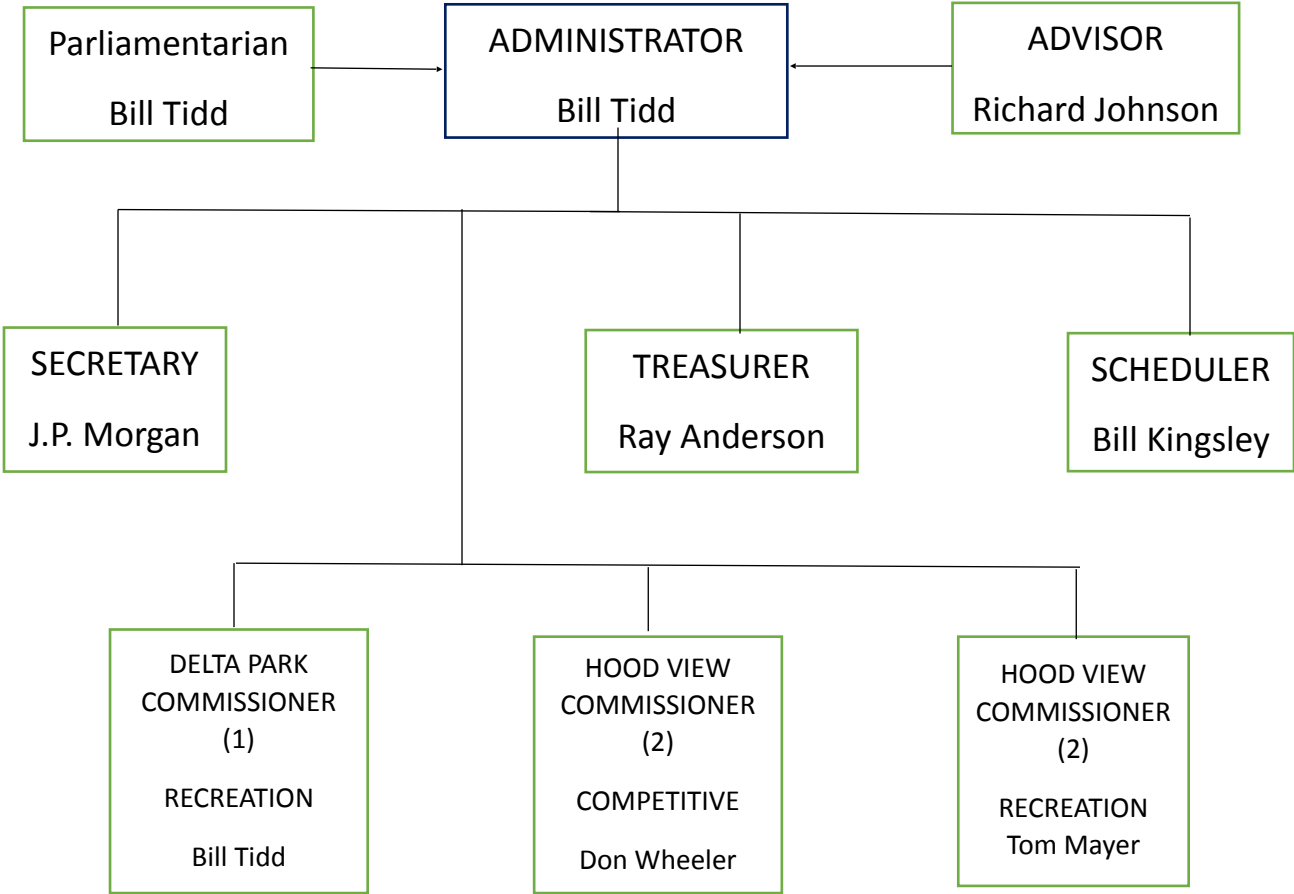 Parliamentarian
Bill Tidd
ADMINISTRATOR
Bill Tidd
ADVISOR
Richard Johnson
SECRETARY
J.P. Morgan
TREASURER
Ray Anderson
SCHEDULER
Bill Kingsley
DELTA PARK
COMMISSIONER
(1)
RECREATION
Bill Tidd
HOOD VIEW
COMMISSIONER
(2)
COMPETITIVE
Don Wheeler
HOOD VIEW
COMMISSIONER
(2)
RECREATION
Tom Mayer